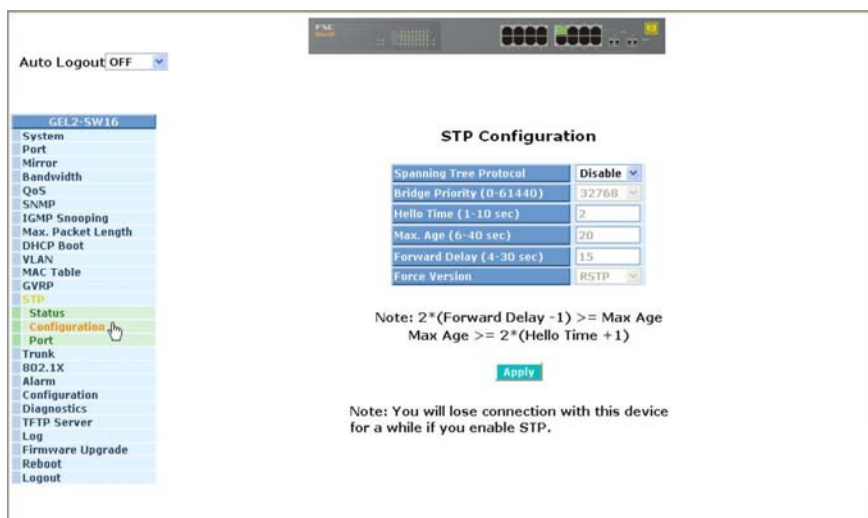 FXC
Auto Logout OFF
GEL2-SW16
System
Port
Mirror
Bandwidth
QoS
SNMP
IGMP Snooping
Max. Packet Length
DHCP Boot
VLAN
MAC Table
GVRP
STP
Status
Configuration
Port
Trunk
802.1X
Alarm
Configuration
Diagnostics
TFTP Server
Log
Firmware Upgrade
Reboot
Logout
STP Configuration
Spanning Tree Protocol Disable
Bridge Priority (0-61440) 32768
Hello Time (1-10 sec) 2
Max. Age (6-40 sec) 20
Forward Delay (4-30 sec) 15
Force Version RSTP
Note: 2*(Forward Delay -1) >= Max Age
Max Age >= 2*(Hello Time +1)
Apply
Note: You will lose connection with this device
for a while if you enable STP.